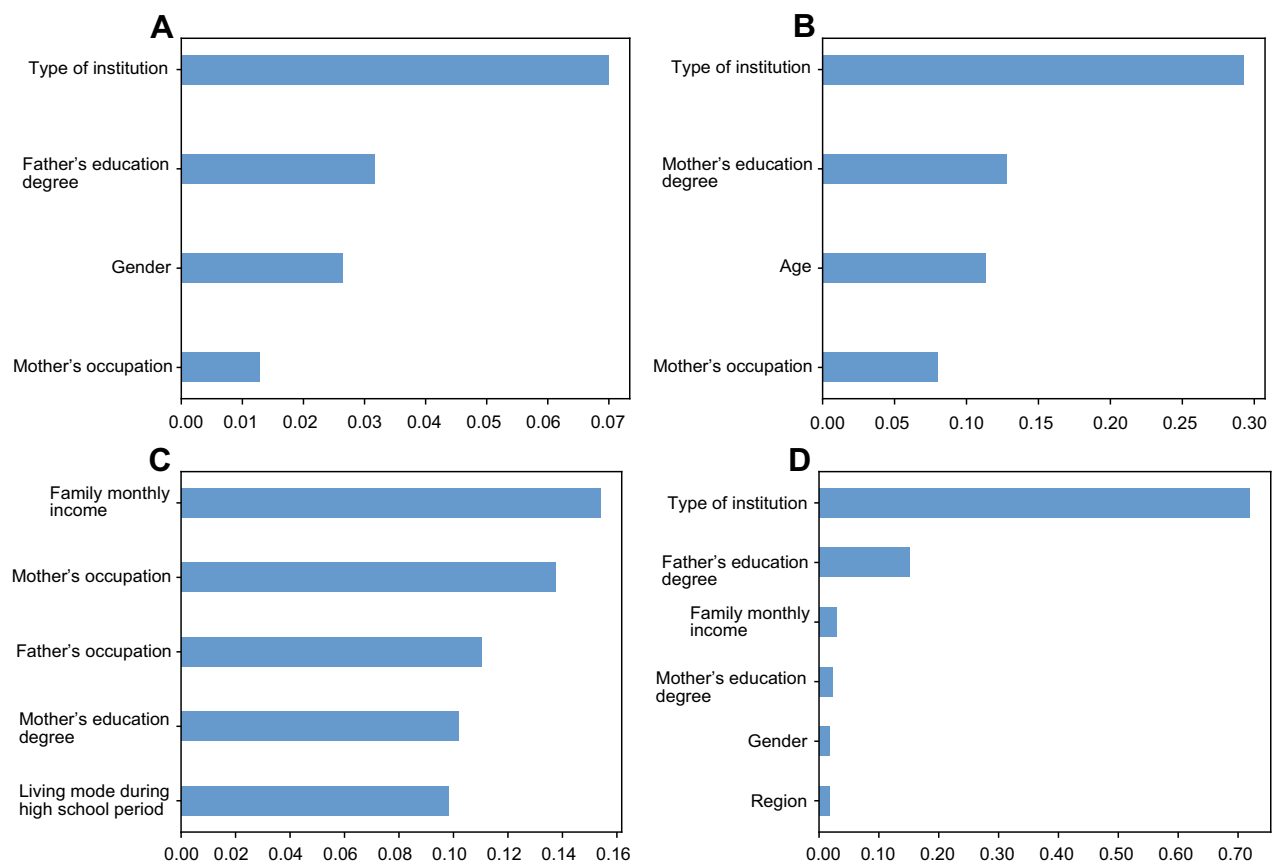 A
Type of institution
Father’s education
degree
Gender
Mother’s occupation
0.00 0.01 0.02 0.03 0.04 0.05 0.06 0.07
B
Type of institution
Mother’s education
degree
Age
Mother’s occupation
0.00 0.05 0.10 0.15 0.20 0.25 0.30
C
Family monthly
income
Mother’s occupation
Father’s occupation
Mother’s education
degree
Living mode during
high school period
0.00 0.02 0.04 0.06 0.08 0.10 0.12 0.14 0.16
D
Type of institution
Father’s education
degree
Family monthly
income
Mother’s education
degree
Gender
Region
0.00 0.10 0.20 0.30 0.40 0.50 0.60 0.70